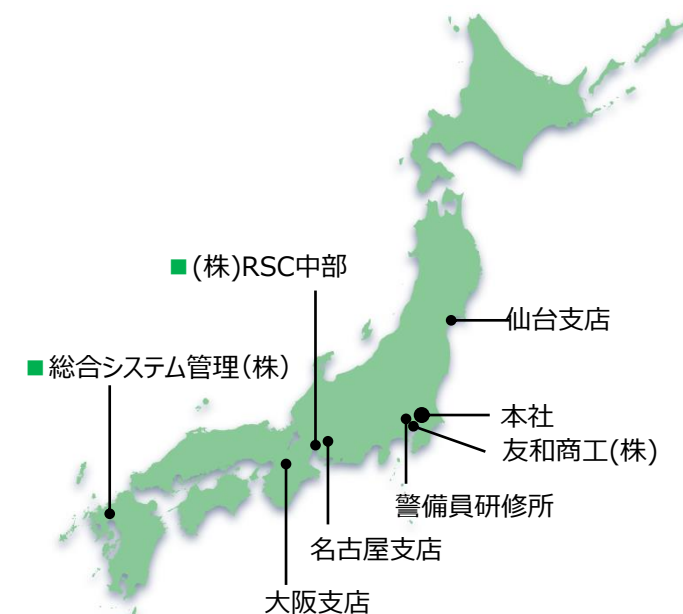 ■(株)RSC中部
仙台支店
■総合システム管理(株)
本社
友和商工(株)
警備員研修所
名古屋支店
大阪支店